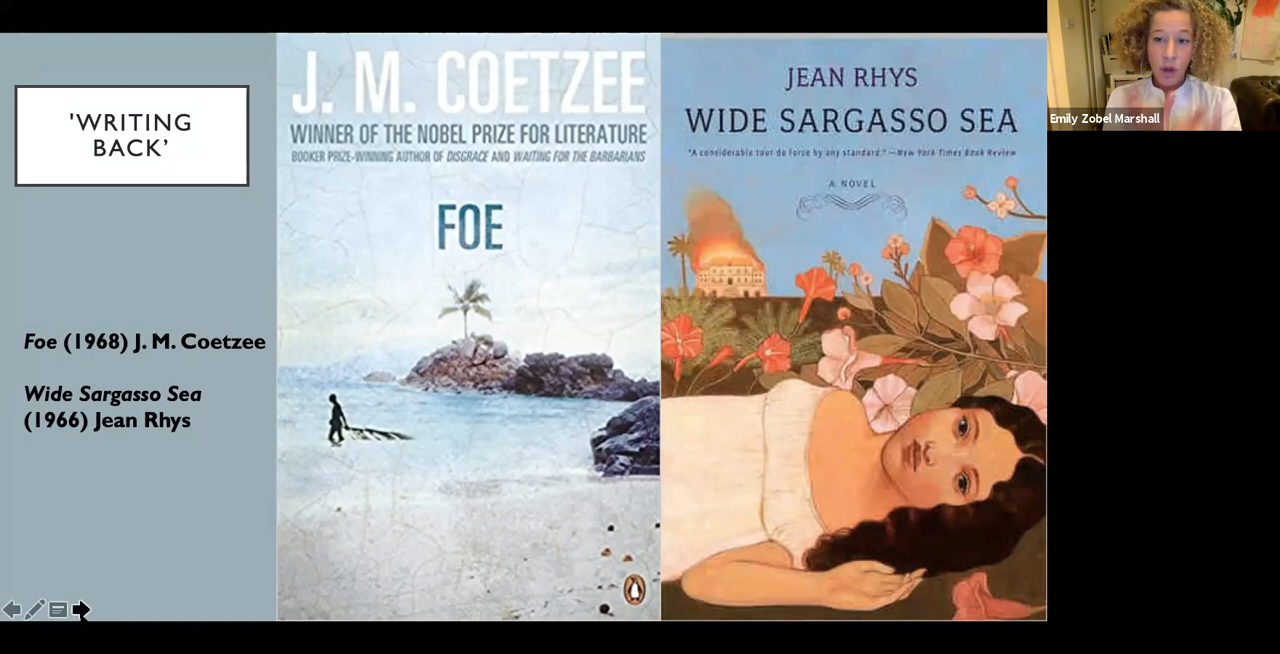 'WRITING
BACK’
Foe (1968) J. M. Coetzee
Wide Sargasso Sea
(1966) Jean Rhys
J. M. COETZEE
WINNER OF THE NOBEL PRIZE FOR LITERATURE
BOOKER PRIZE-WINNING AUTHOR OF DISGRACE AND WAITING FOR THE BARBARIANS
FOE
JEAN RHYS
WIDE SARGASSO SEA
"A considerable tour de force by any standard." —New York Times Book Review
A NOVEL
Emily Zobel Marshall